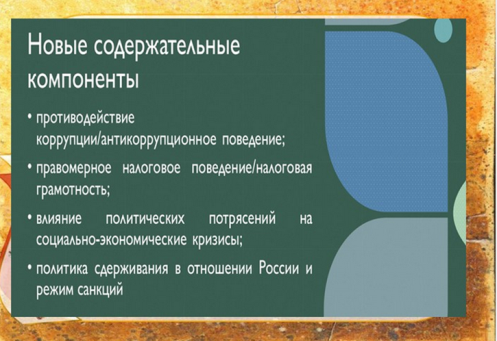 Новые содержательные
компоненты
• противодействие
коррупции/антикоррупционное поведение;
• правомерное налоговое поведение/налоговая
грамотность;
• влияние политических потрясений на
социально-экономические кризисы;
• политика сдерживания в отношении России и
режим санкций